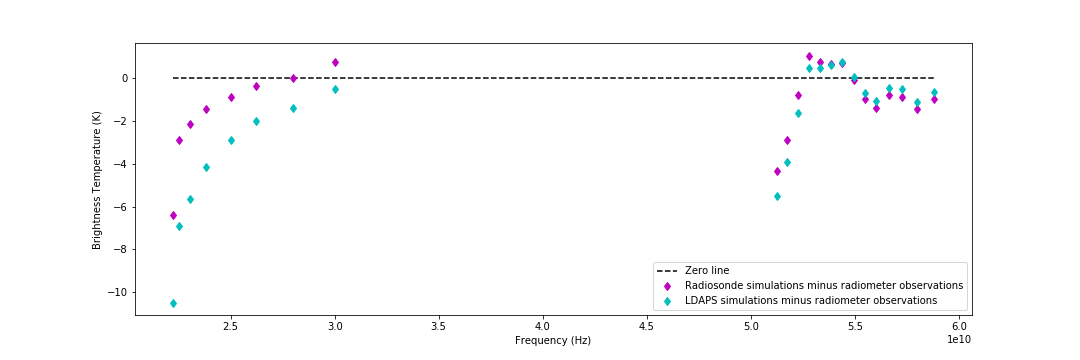 0
−2
−4
−6
−8
−10
Brightness Temperature (K)
Zero line
Radiosonde simulations minus radiometer observations
LDAPS simulations minus radiometer observations
2.5 3.0 3.5 4.0 4.5 5.0 5.5 6.0
1e10
Frequency (Hz)